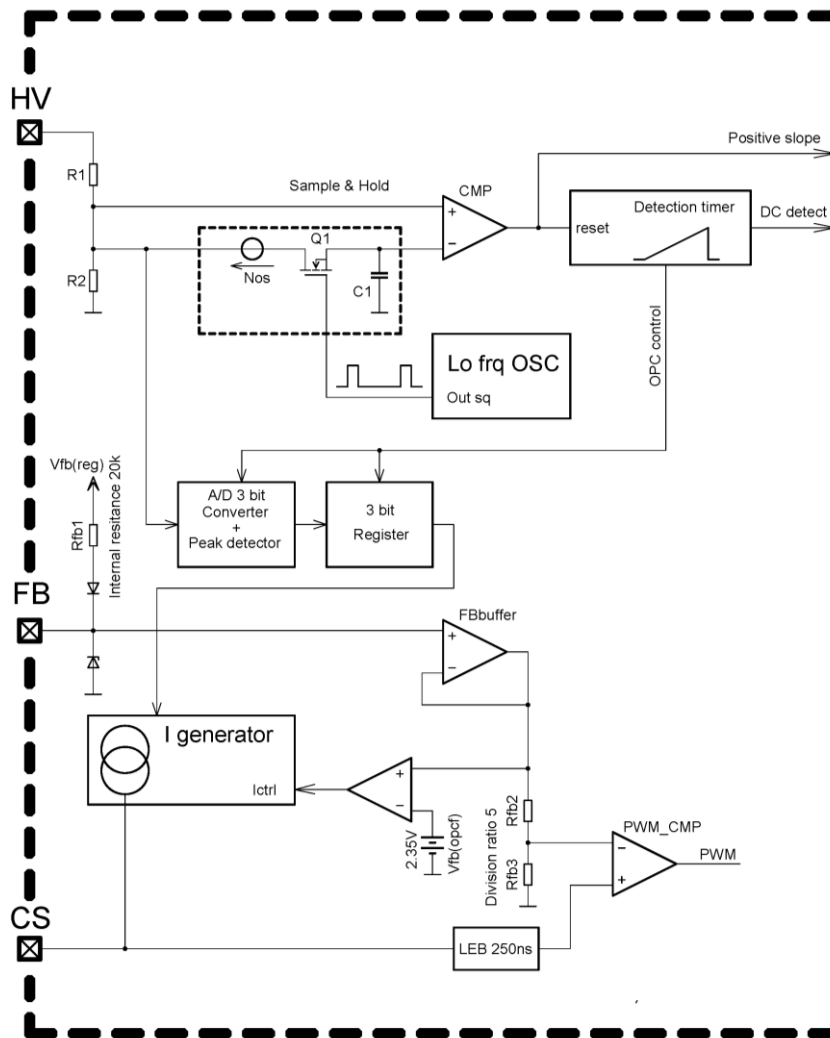 HV
R1
R2
Sample & Hold
Nos
Q1
C1
CMP
Positive slope
Detection timer
reset
DC detect
OPC control
Lo frq OSC
Out sq
Vfb(reg)
Rfb1
Internal resitance 20k
A/D 3 bit
Converter
+
Peak detector
3 bit
Register
FB
FBbuffer
+
−
I generator
Ictrl
+
−
2.35V
Vfb(opcf)
Division ratio 5
Rfb2
Rfb3
PWM_CMP
−
+
PWM
CS
LEB 250ns